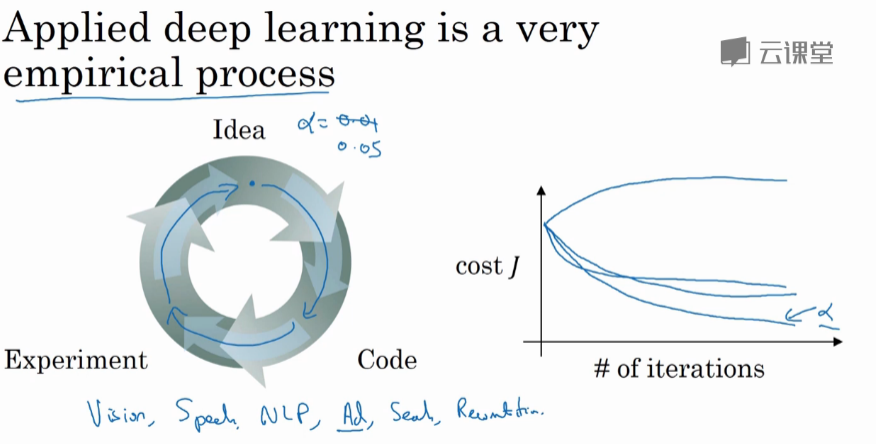 Applied deep learning is a very
empirical process
云课堂
Idea
α= 0.01
0.05
cost J
α
Experiment
Code
# of iterations
Vision, Speech, NLP, Ad, Search,